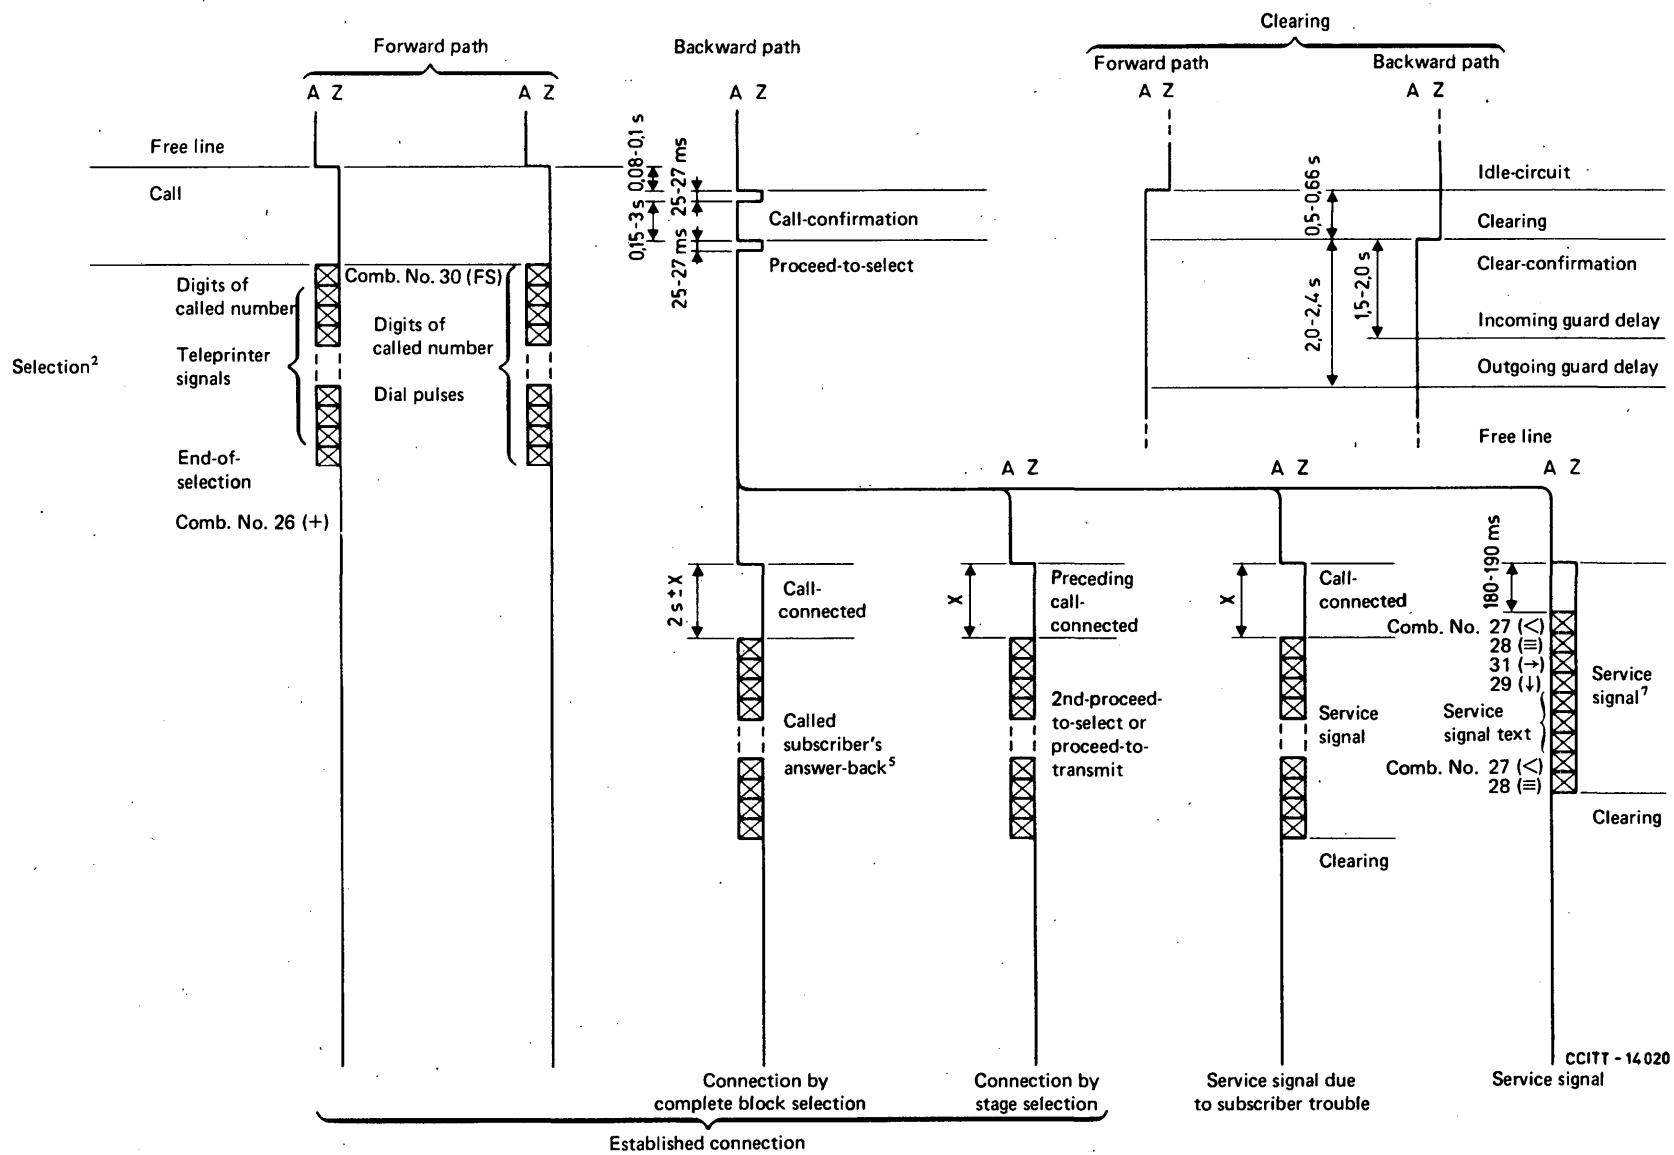 Clearing
Forward path
Backward path
Forward path
Backward path
A Z
A Z
A Z
A Z
A Z
Free line
Call
0,08-0,1 s
25-27 ms
0,15-3 s
25-27 ms
Call-confirmation
Proceed-to-select
0,5-0,66 s
2,0-2,4 s
1,5-2,0 s
Idle-circuit
Clearing
Clear-confirmation
Incoming guard delay
Outgoing guard delay
Free line
Selection²
Digits of
called number
Teleprinter
signals
End-of-
selection
Comb. No. 26 (+)
Comb. No. 30 (FS)
Digits of
called number
Dial pulses
A Z
A Z
A Z
2 s ± X
Call-
connected
Called
subscriber's
answer-back⁵
X
Preceding
call-
connected
2nd-proceed-
to-select or
proceed-to-
transmit
X
Call-
connected
Service
signal
Clearing
180-190 ms
Comb. No. 27 (<)
28 (≡)
31 (→)
29 (↓)
Service
signal text
Comb. No. 27 (<)
28 (≡)
Service
signal⁷
Clearing
CCITT - 14020
Connection by
complete block selection
Connection by
stage selection
Service signal due
to subscriber trouble
Service signal
Established connection